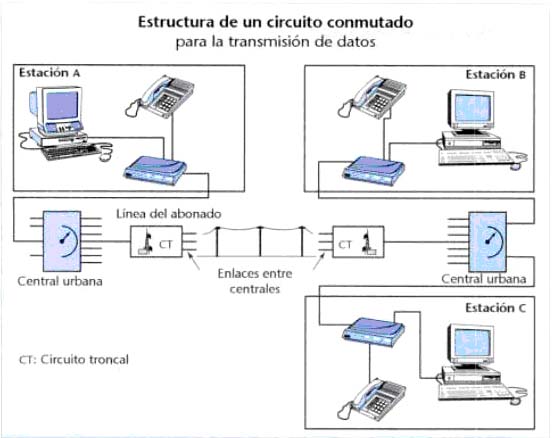 Estructura de un circuito conmutado
para la transmisión de datos
Estación A
Estación B
Línea del abonado
CT
CT
Central urbana
Enlaces entre
centrales
Central urbana
Estación C
CT: Circuito troncal